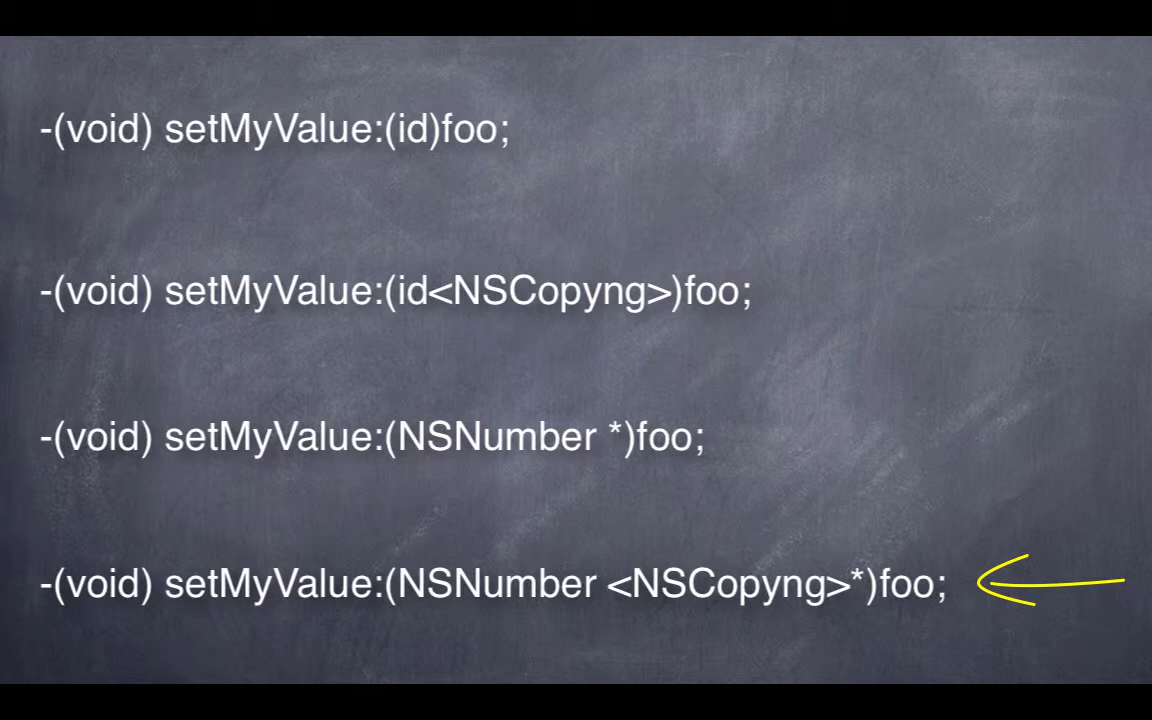 -(void) setMyValue:(id)foo;
-(void) setMyValue:(id<NSCopyng>)foo;
-(void) setMyValue:(NSNumber *)foo;
-(void) setMyValue:(NSNumber <NSCopyng>*)foo;